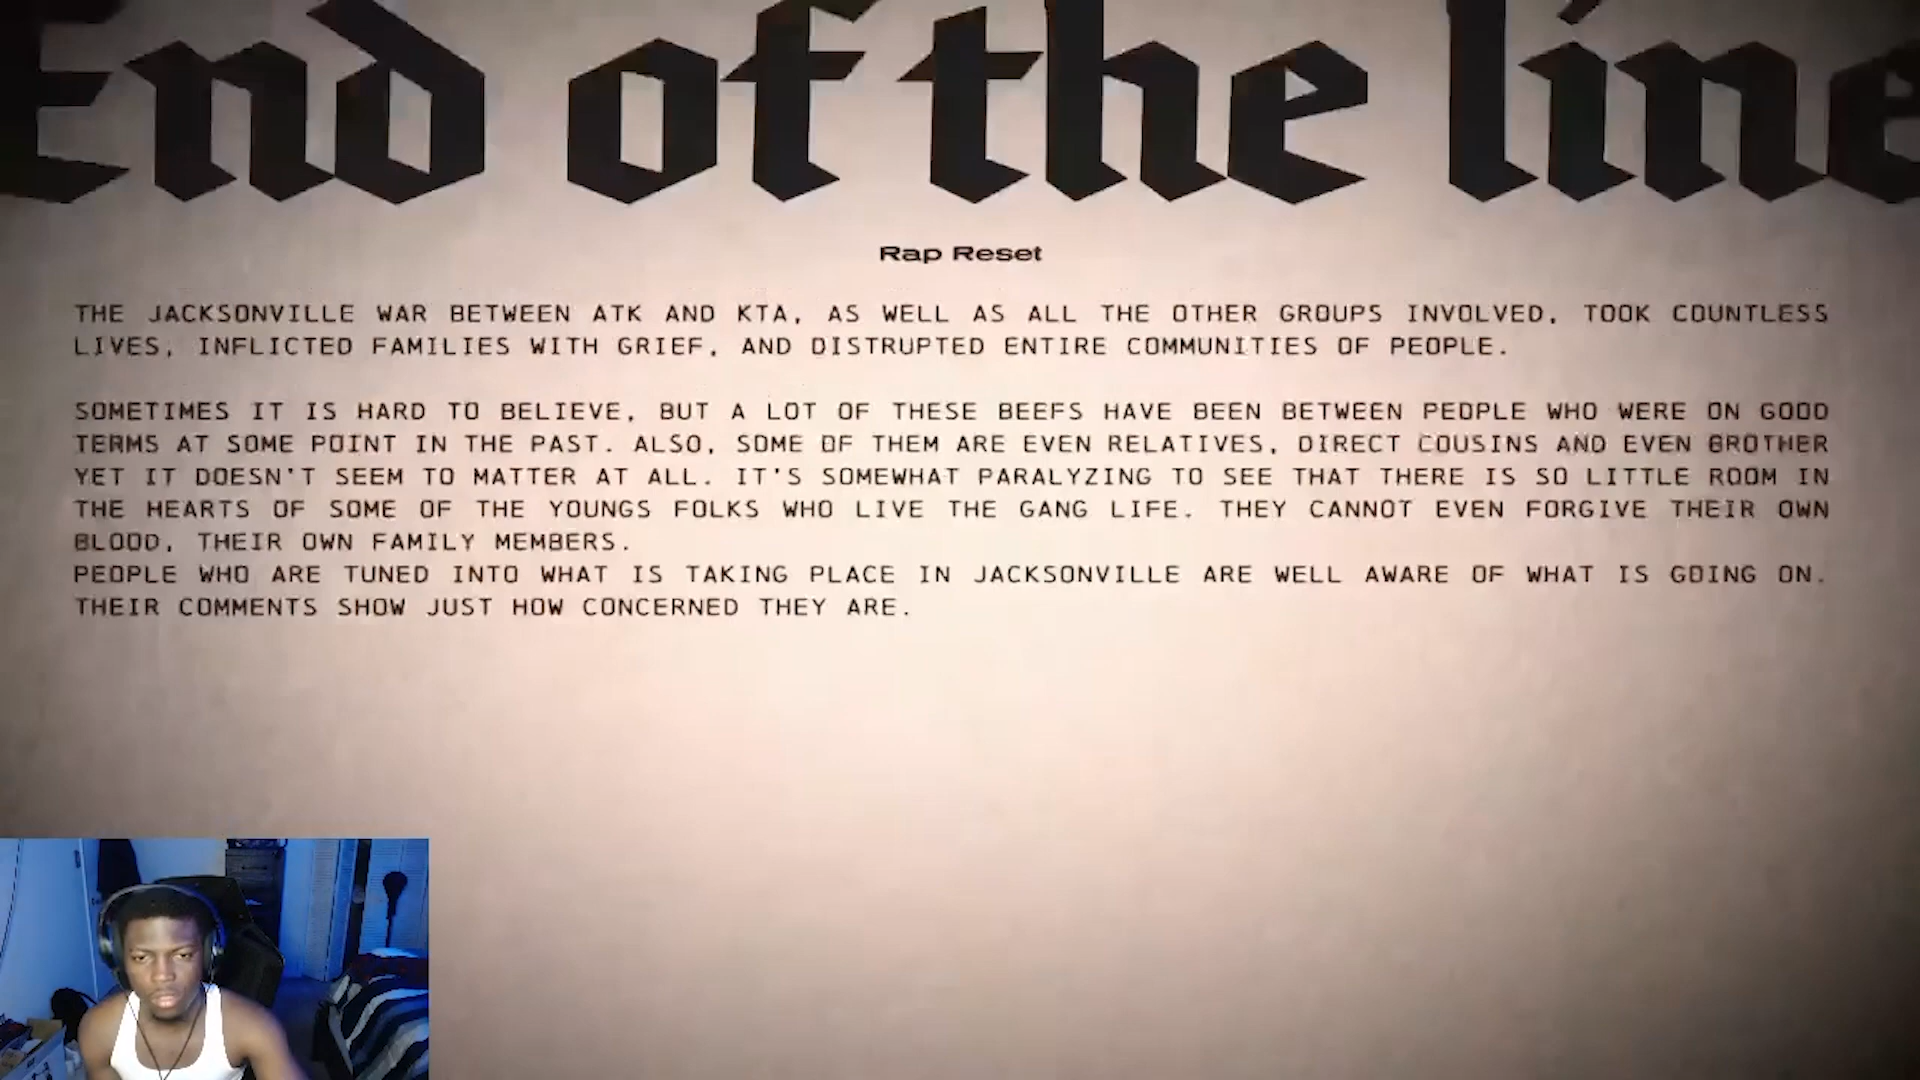 End of the line
Rap Reset
THE JACKSONVILLE WAR BETWEEN ATK AND KTA, AS WELL AS ALL THE OTHER GROUPS INVOLVED, TOOK COUNTLESS
LIVES, INFLICTED FAMILIES WITH GRIEF, AND DISTRUPTED ENTIRE COMMUNITIES OF PEOPLE.
SOMETIMES IT IS HARD TO BELIEVE, BUT A LOT OF THESE BEEFS HAVE BEEN BETWEEN PEOPLE WHO WERE ON GOOD
TERMS AT SOME POINT IN THE PAST. ALSO, SOME OF THEM ARE EVEN RELATIVES, DIRECT COUSINS AND EVEN BROTHER
YET IT DOESN'T SEEM TO MATTER AT ALL. IT'S SOMEWHAT PARALYZING TO SEE THAT THERE IS SO LITTLE ROOM IN
THE HEARTS OF SOME OF THE YOUNGS FOLKS WHO LIVE THE GANG LIFE. THEY CANNOT EVEN FORGIVE THEIR OWN
BLOOD, THEIR OWN FAMILY MEMBERS.
PEOPLE WHO ARE TUNED INTO WHAT IS TAKING PLACE IN JACKSONVILLE ARE WELL AWARE OF WHAT IS GOING ON.
THEIR COMMENTS SHOW JUST HOW CONCERNED THEY ARE.